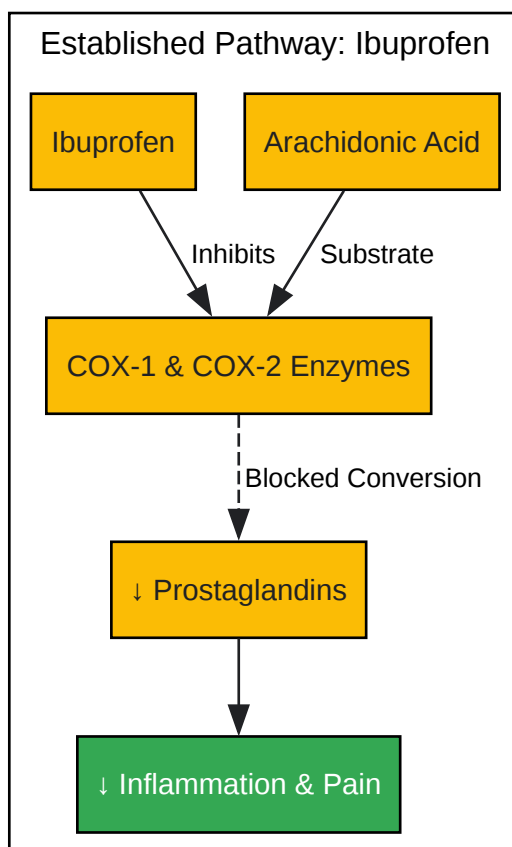 Established Pathway: Ibuprofen
Ibuprofen
Arachidonic Acid
Inhibits
Substrate
COX-1 & COX-2 Enzymes
Blocked Conversion
↓ Prostaglandins
↓ Inflammation & Pain